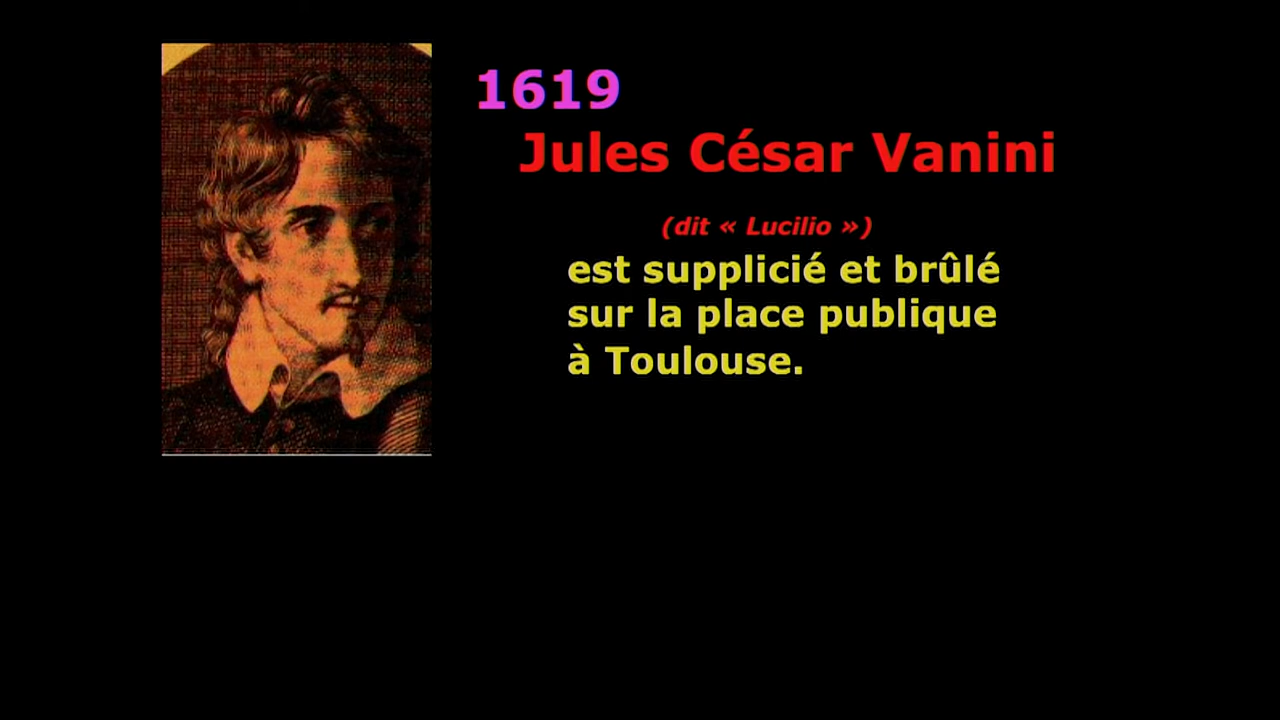 1619
Jules César Vanini
(dit « Lucilio »)
est supplicié et brûlé
sur la place publique
à Toulouse.